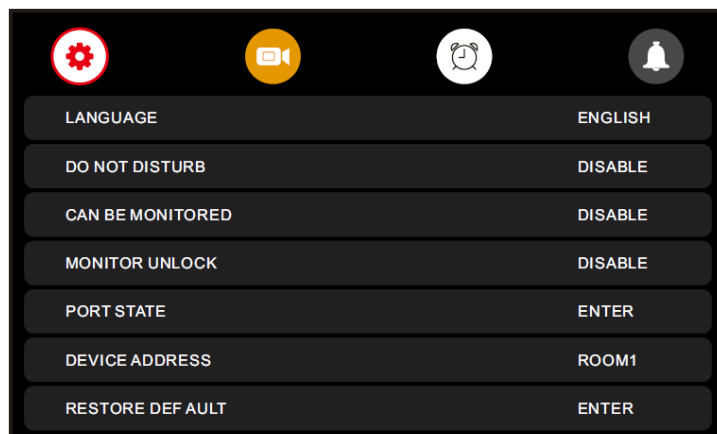 LANGUAGE ENGLISH
DO NOT DISTURB DISABLE
CAN BE MONITORED DISABLE
MONITOR UNLOCK DISABLE
PORT STATE ENTER
DEVICE ADDRESS ROOM1
RESTORE DEF AULT ENTER